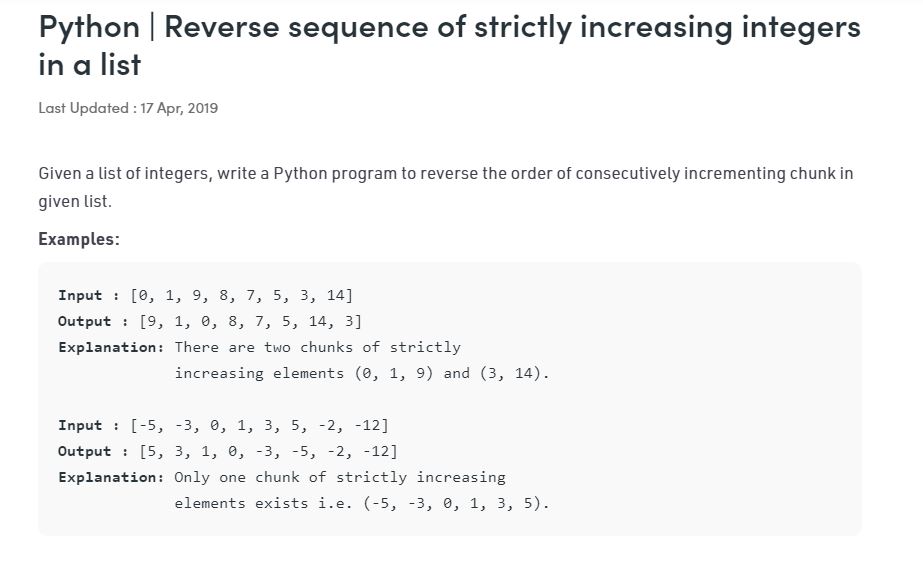 Python | Reverse sequence of strictly increasing integers
in a list
Last Updated : 17 Apr, 2019
Given a list of integers, write a Python program to reverse the order of consecutively incrementing chunk in
given list.
Examples:
Input : [0, 1, 9, 8, 7, 5, 3, 14]
Output : [9, 1, 0, 8, 7, 5, 14, 3]
Explanation: There are two chunks of strictly
increasing elements (0, 1, 9) and (3, 14).
Input : [-5, -3, 0, 1, 3, 5, -2, -12]
Output : [5, 3, 1, 0, -3, -5, -2, -12]
Explanation: Only one chunk of strictly increasing
elements exists i.e. (-5, -3, 0, 1, 3, 5).